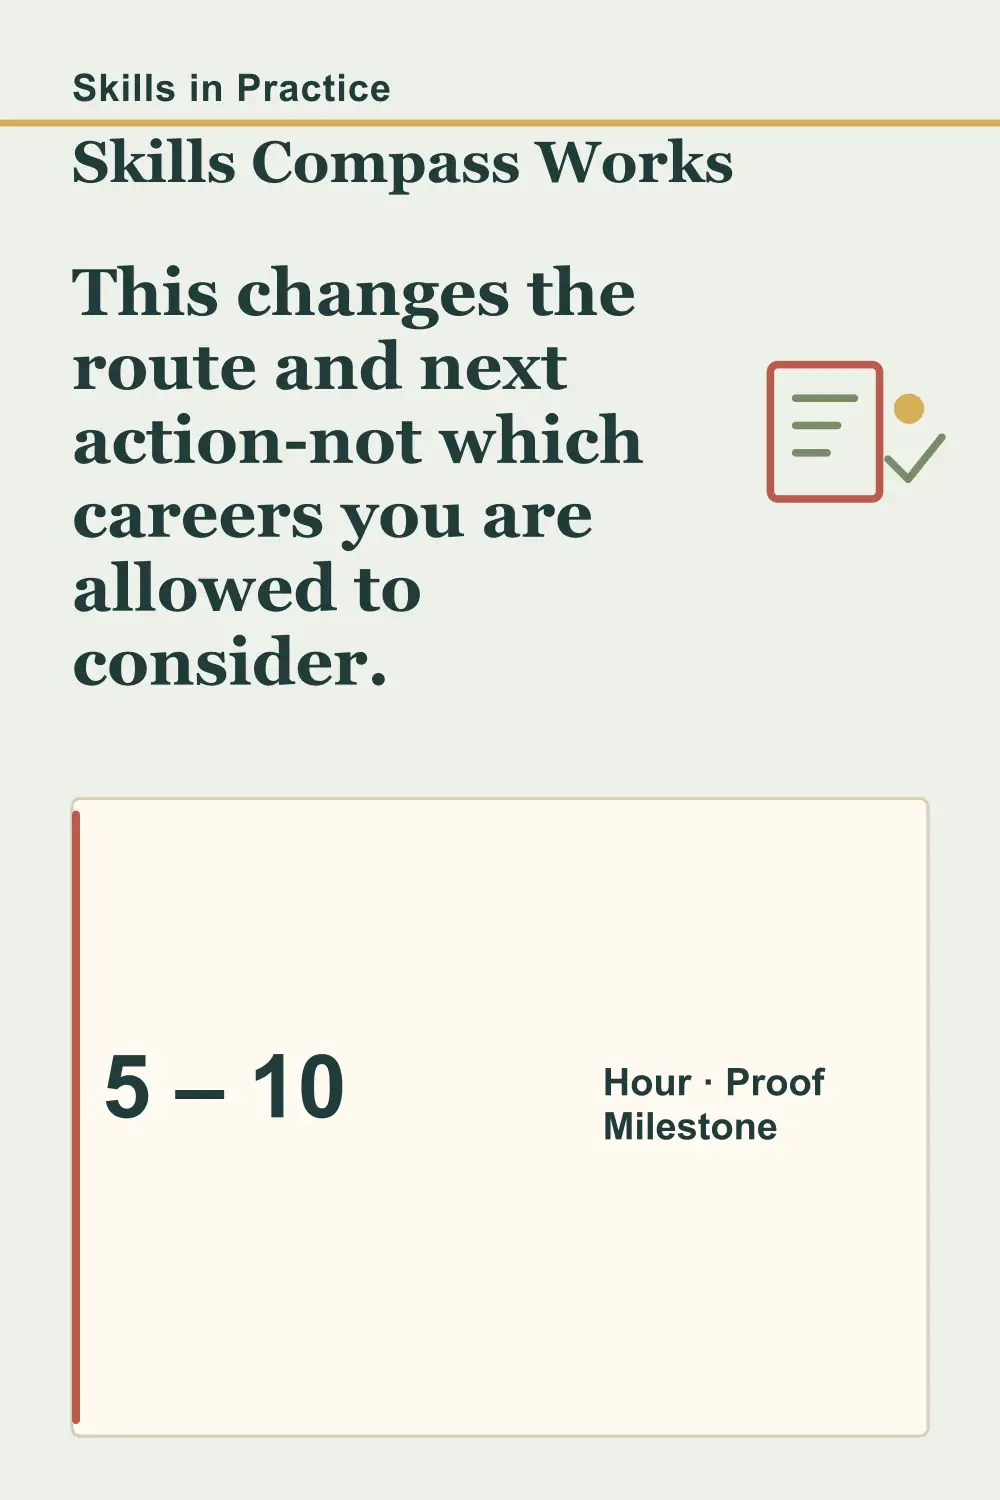 Skills in Practice
Skills Compass Works
This changes the
route and next
action-not which
careers you are
allowed to
consider.
5 – 10
Hour · Proof
Milestone